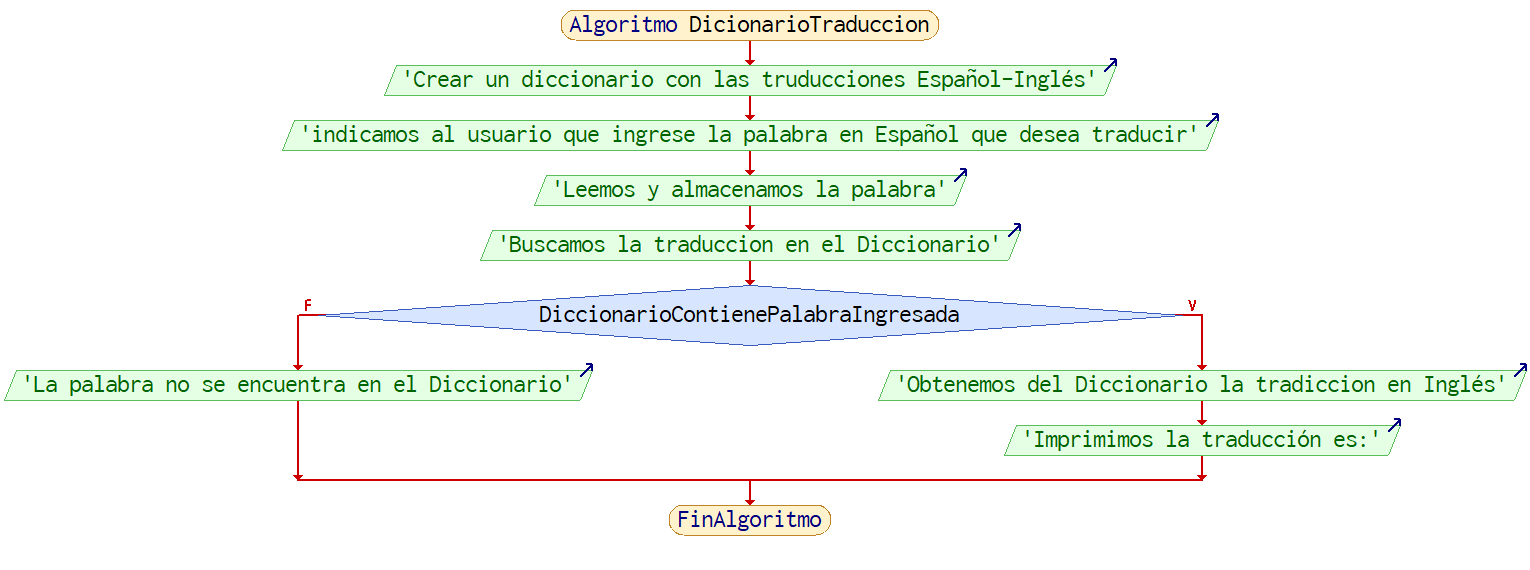 Algoritmo DicionarioTraduccion
'Crear un diccionario con las truducciones Español-Inglés'
'indicamos al usuario que ingrese la palabra en Español que desea traducir'
'Leemos y almacenamos la palabra'
'Buscamos la traduccion en el Diccionario'
F
V
DiccionarioContienePalabraIngresada
'La palabra no se encuentra en el Diccionario'
'Obtenemos del Diccionario la tradiccion en Inglés'
'Imprimimos la traducción es:'
FinAlgoritmo